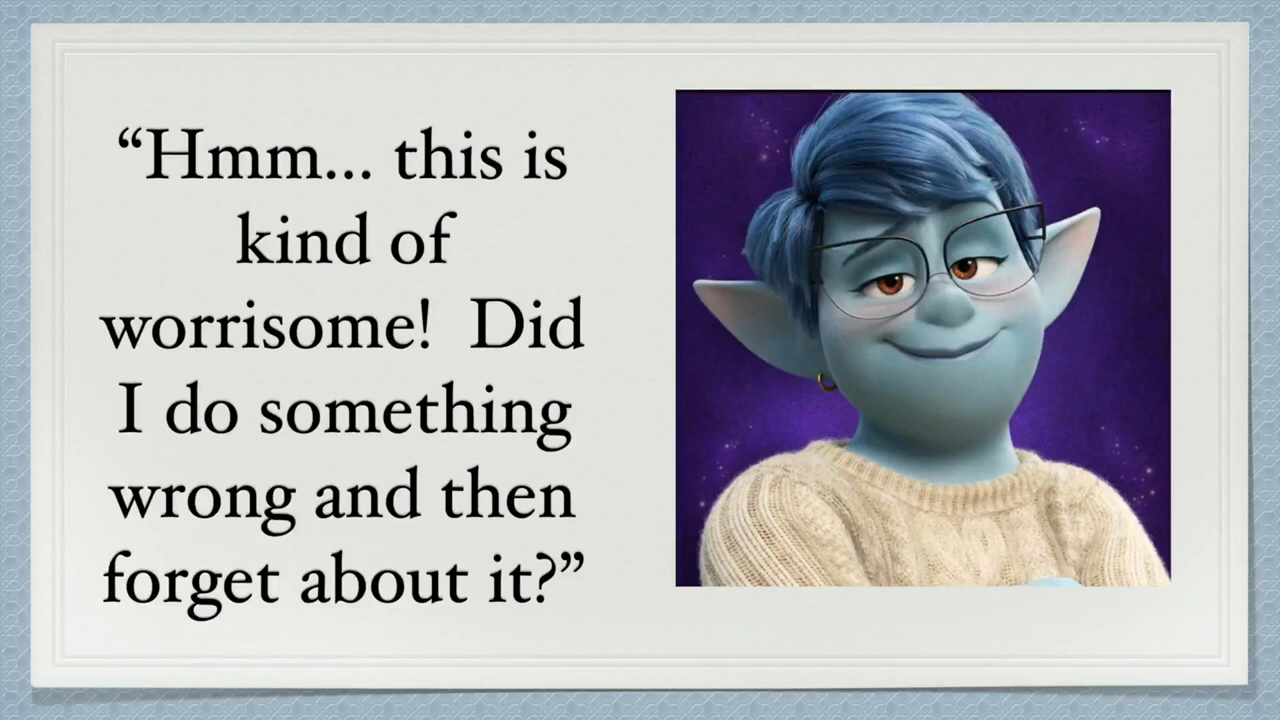 “Hmm... this is
kind of
worrisome!  Did
I do something
wrong and then
forget about it?”